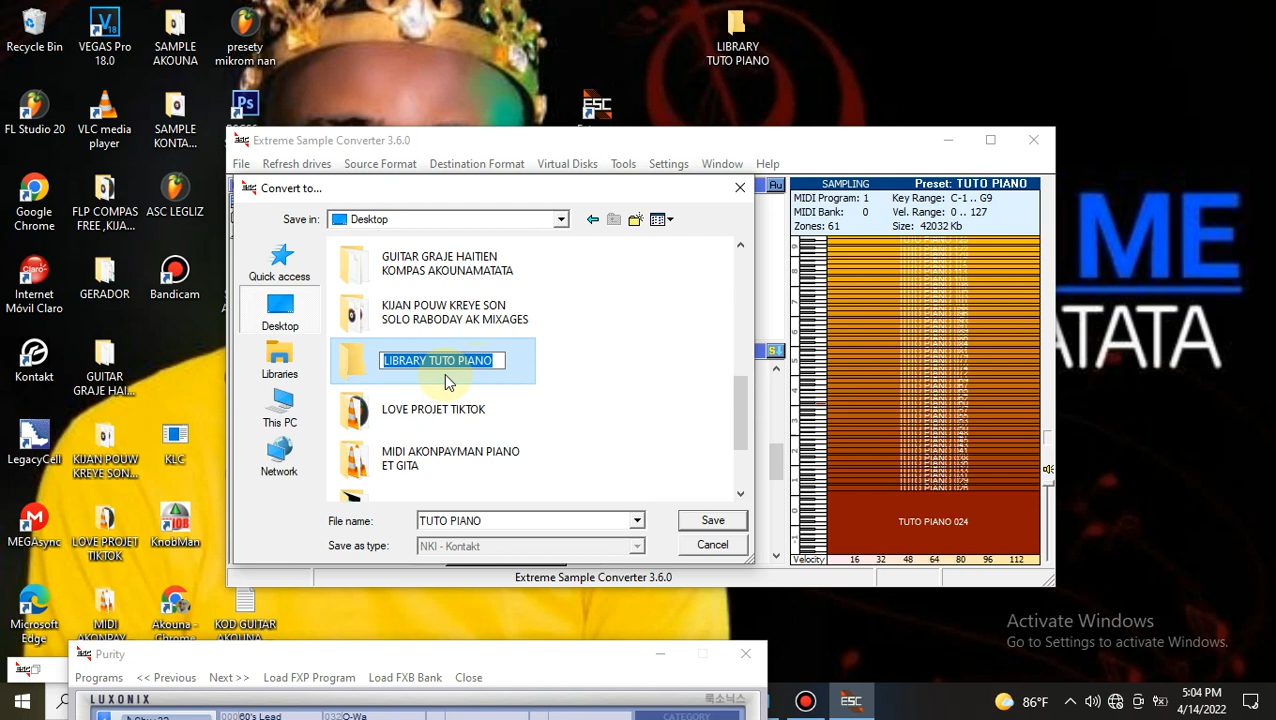 Recycle Bin
VEGAS Pro
18.0
SAMPLE
AKOUNA
presety
mikrom nan
LIBRARY
TUTO PIANO
FL Studio 20
VLC media
player
SAMPLE
KONTA...
Ps
ESC
Google
Chrome
FLP COMPAS
FREE ,KIJA...
ASC LEGLIZ
Internet
Móvil Claro
GERADOR
Bandicam
Kontakt
GUITAR
GRAJE HAI...
LegacyCell
KIJAN POUW
KREYE SON...
KLC
MEGAsync
LOVE PROJET
TIKTOK
KnobMan
Microsoft
Edge
MIDI
AKONPAY...
Akouna -
Chrome
KOD GUITAR
AKOUNA
Extreme Sample Converter 3.6.0
File Refresh drives Source Format Destination Format Virtual Disks Tools Settings Window Help
Convert to...
Save in: Desktop
Quick access
Desktop
Libraries
This PC
Network
GUITAR GRAJE HAITIEN
KOMPAS AKOUNAMATATA
KIJAN POUW KREYE SON
SOLO RABODAY AK MIXAGES
LIBRARY TUTO PIANO
LOVE PROJET TIKTOK
MIDI AKONPAYMAN PIANO
ET GITA
File name: TUTO PIANO Save
Save as type: NKI - Kontakt Cancel
Au
SAMPLING Preset: TUTO PIANO
MIDI Program: 1 Key Range: C-1 .. G9
MIDI Bank: 0 Vel. Range: 0 .. 127
Zones: 61 Size: 42032 Kb
TUTO PIANO 024
Velocity 16 32 48 64 80 96 112
Extreme Sample Converter 3.6.0
ME
ATATA
Activate Windows
Go to Settings to activate Windows.
Purity
Programs << Previous Next >> Load FXP Program Load FXB Bank Close
LUXONIX
룩소닉스
60's Lead
CATEGORY
ESC
86°F
5:04 PM
4/14/2022